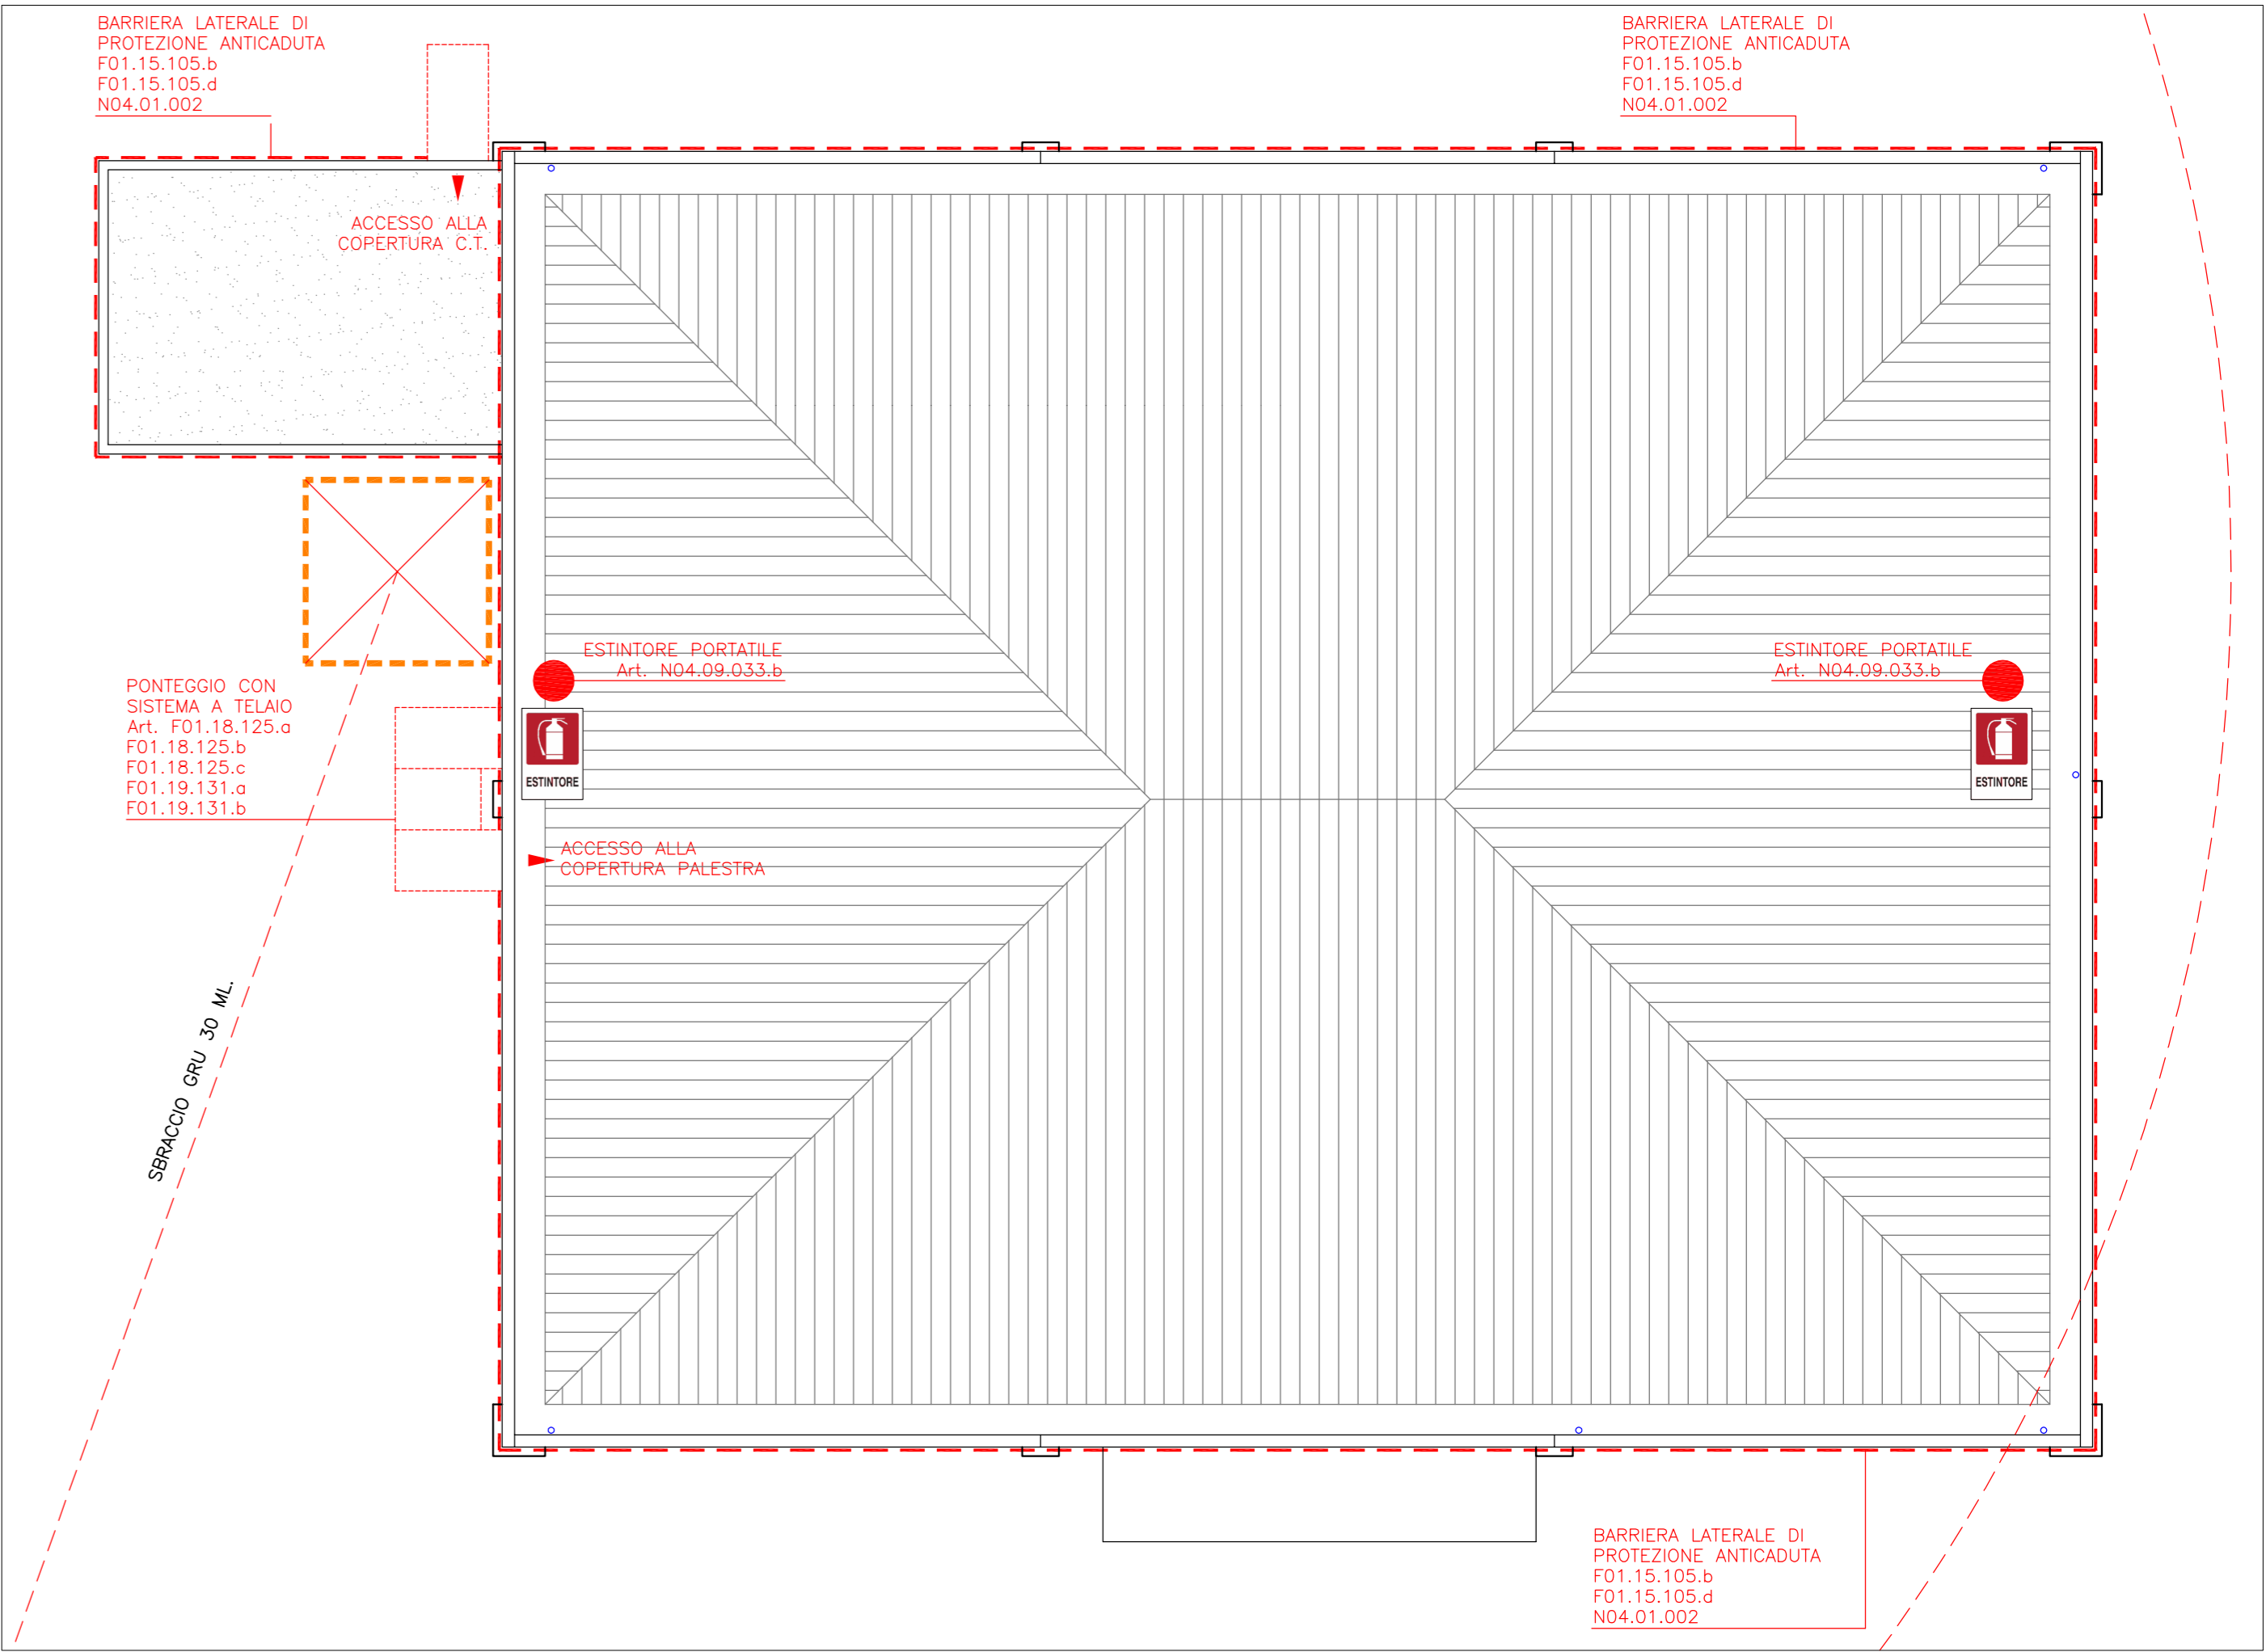 BARRIERA LATERALE DI
PROTEZIONE ANTICADUTA
F01.15.105.b
F01.15.105.d
N04.01.002
BARRIERA LATERALE DI
PROTEZIONE ANTICADUTA
F01.15.105.b
F01.15.105.d
N04.01.002
ACCESSO ALLA
COPERTURA C.T.
ESTINTORE PORTATILE
Art. N04.09.033.b
ESTINTORE
ESTINTORE PORTATILE
Art. N04.09.033.b
ESTINTORE
PONTEGGIO CON
SISTEMA A TELAIO
Art. F01.18.125.a
F01.18.125.b
F01.18.125.c
F01.19.131.a
F01.19.131.b
ACCESSO ALLA
COPERTURA PALESTRA
SBRACCIO GRU 30 ML.
BARRIERA LATERALE DI
PROTEZIONE ANTICADUTA
F01.15.105.b
F01.15.105.d
N04.01.002